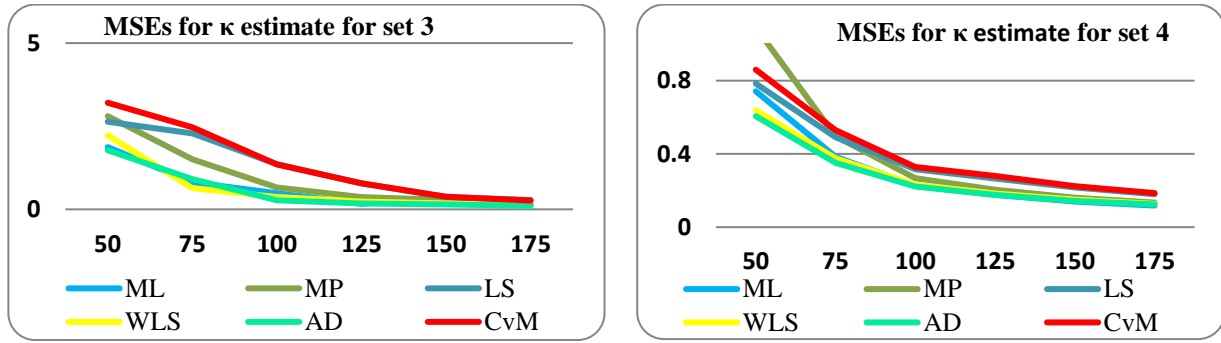 MSEs for κ estimate for set 3
5
0
50 75 100 125 150 175
ML MP LS
WLS AD CvM
MSEs for κ estimate for set 4
0.8
0.4
0
50 75 100 125 150 175
ML MP LS
WLS AD CvM